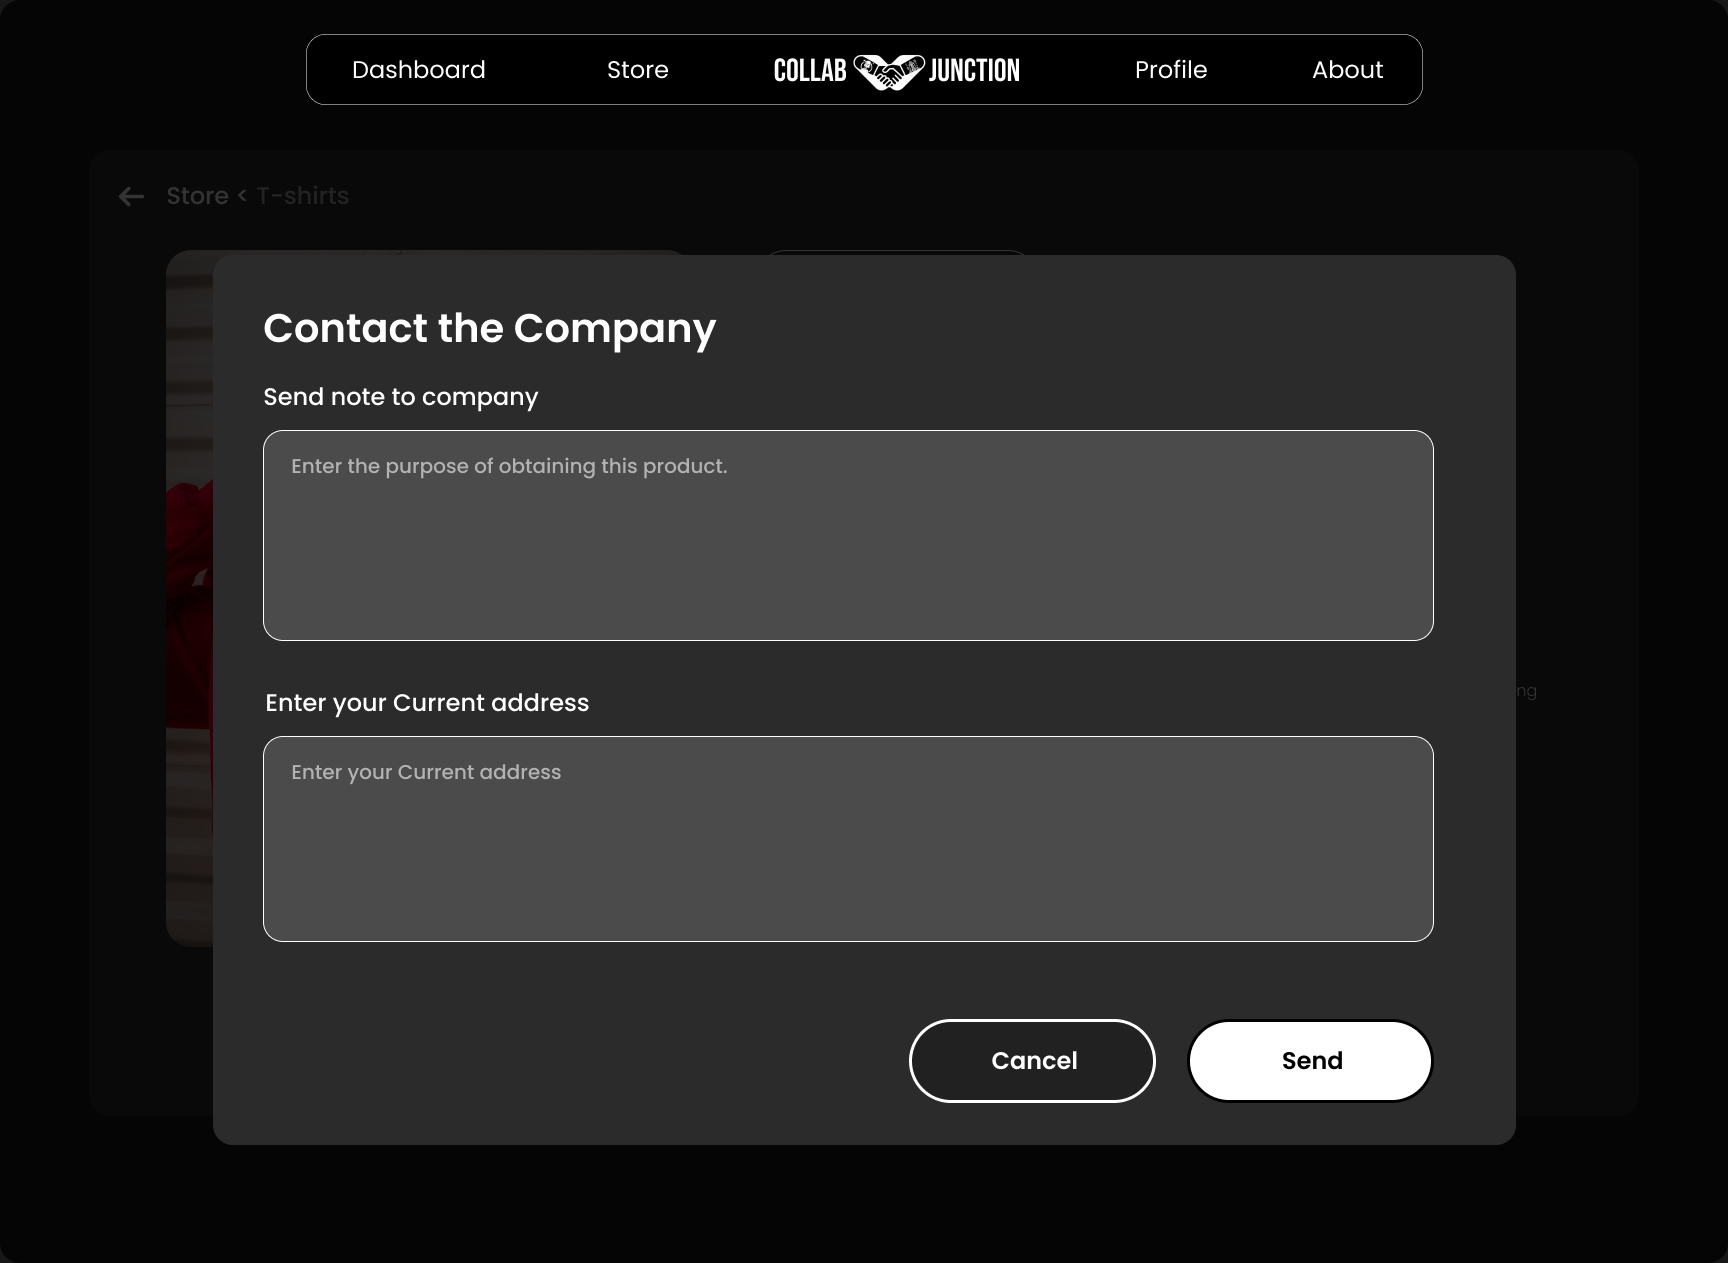 Dashboard Store COLLAB JUNCTION Profile About
Store < T-shirts
Contact the Company
Send note to company
Enter the purpose of obtaining this product.
Enter your Current address
Enter your Current address
Cancel Send